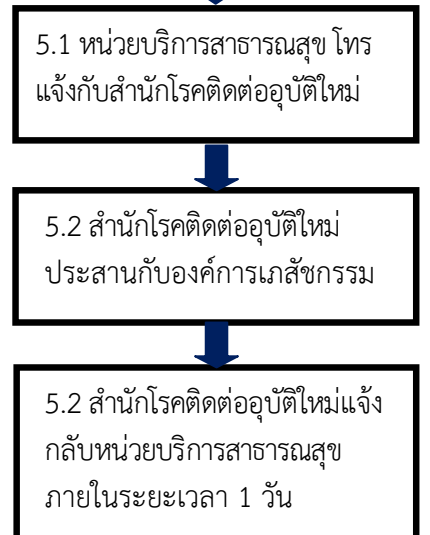 5.1 หน่วยบริการสาธารณสุข โทร
แจ้งกับสำนักโรคติดต่ออุบัติใหม่
5.2 สำนักโรคติดต่ออุบัติใหม่
ประสานกับองค์การเภสัชกรรม
5.2 สำนักโรคติดต่ออุบัติใหม่แจ้ง
กลับหน่วยบริการสาธารณสุข
ภายในระยะเวลา 1 วัน